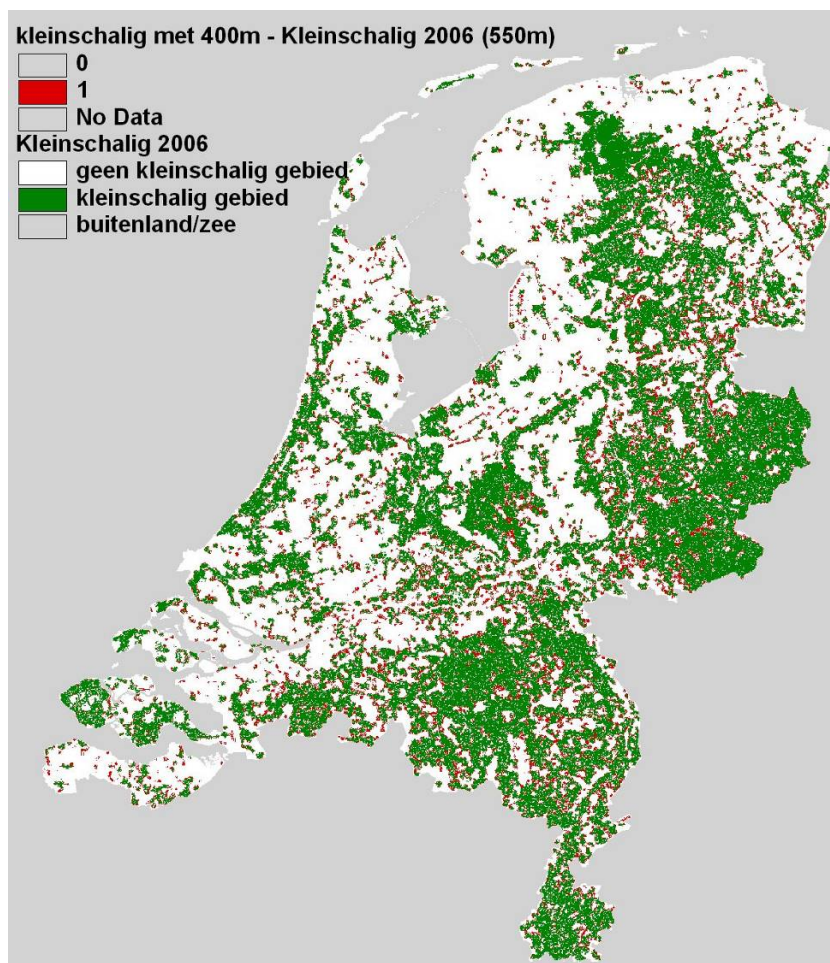 kleinschalig met 400m - Kleinschalig 2006 (550m)
0
1
No Data
Kleinschalig 2006
geen kleinschalig gebied
kleinschalig gebied
buitenland/zee